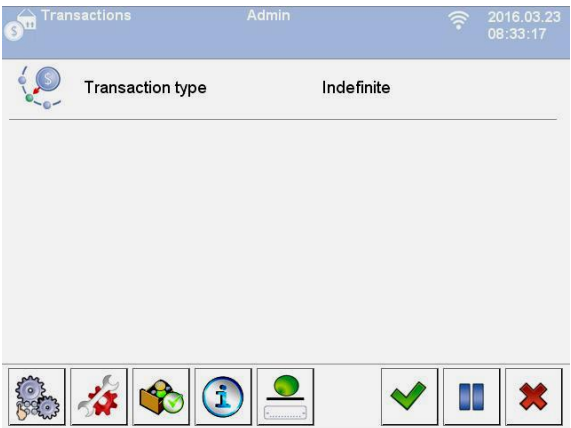 Transactions Admin 2016.03.23
08:33:17
Transaction type Indefinite